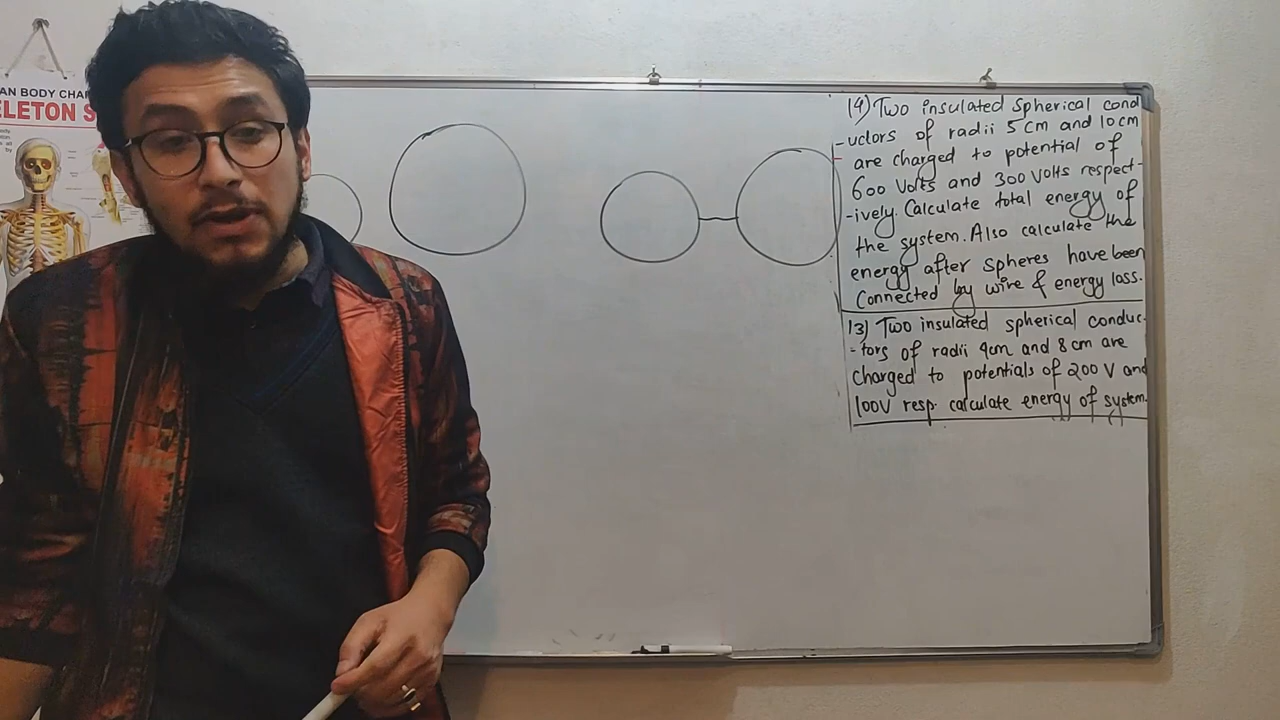 AN BODY CHA
ELETON S
14) Two insulated spherical cond
-uctors of radii 5 cm and 10 cm
are charged to potential of
600 Volts and 300 Volts respect-
-ively. Calculate total energy of
the system. Also calculate the
energy after spheres have been
Connected by wire & energy loss.
13) Two insulated spherical conduc-
-tors of radii 4cm and 8 cm are
charged to potentials of 200 V and
100V resp. calculate energy of system.